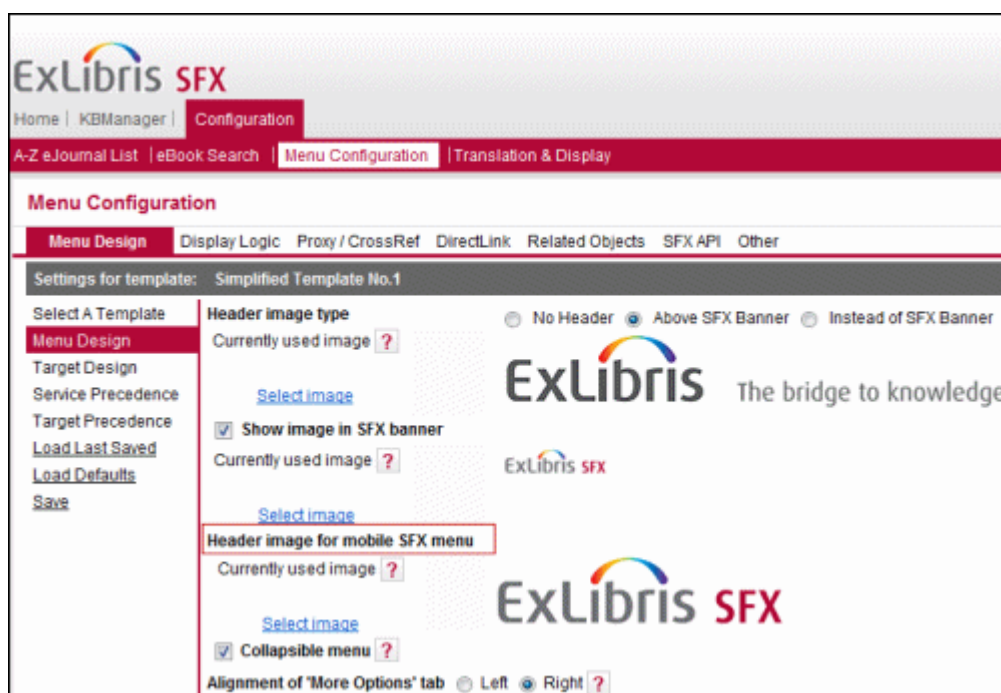 ExLibris SFX
Home | KBManager | Configuration
A-Z eJournal List | eBook Search | Menu Configuration | Translation & Display
Menu Configuration
Menu Design Display Logic Proxy / CrossRef DirectLink Related Objects SFX API Other
Settings for template: Simplified Template No.1
Select A Template
Menu Design
Target Design
Service Precedence
Target Precedence
Load Last Saved
Load Defaults
Save
Header image type No Header Above SFX Banner Instead of SFX Banner
Currently used image ?
ExLibris The bridge to knowledge
Select image
Show image in SFX banner
Currently used image ?
ExLibris SFX
Select image
Header image for mobile SFX menu
Currently used image ?
ExLibris SFX
Select image
Collapsible menu ?
Alignment of 'More Options' tab Left Right ?